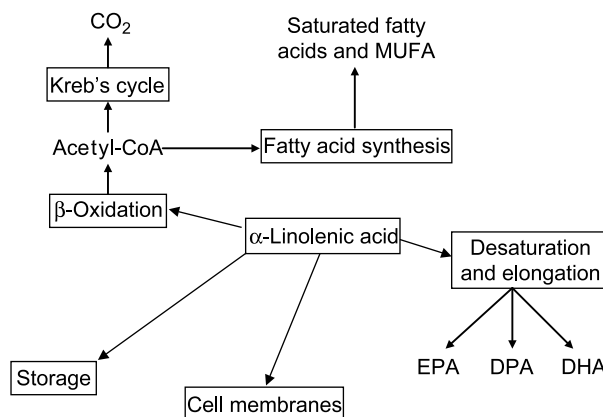 CO₂
Saturated fatty
acids and MUFA
Kreb's cycle
Acetyl-CoA
Fatty acid synthesis
β-Oxidation
α-Linolenic acid
Desaturation
and elongation
EPA DPA DHA
Storage
Cell membranes